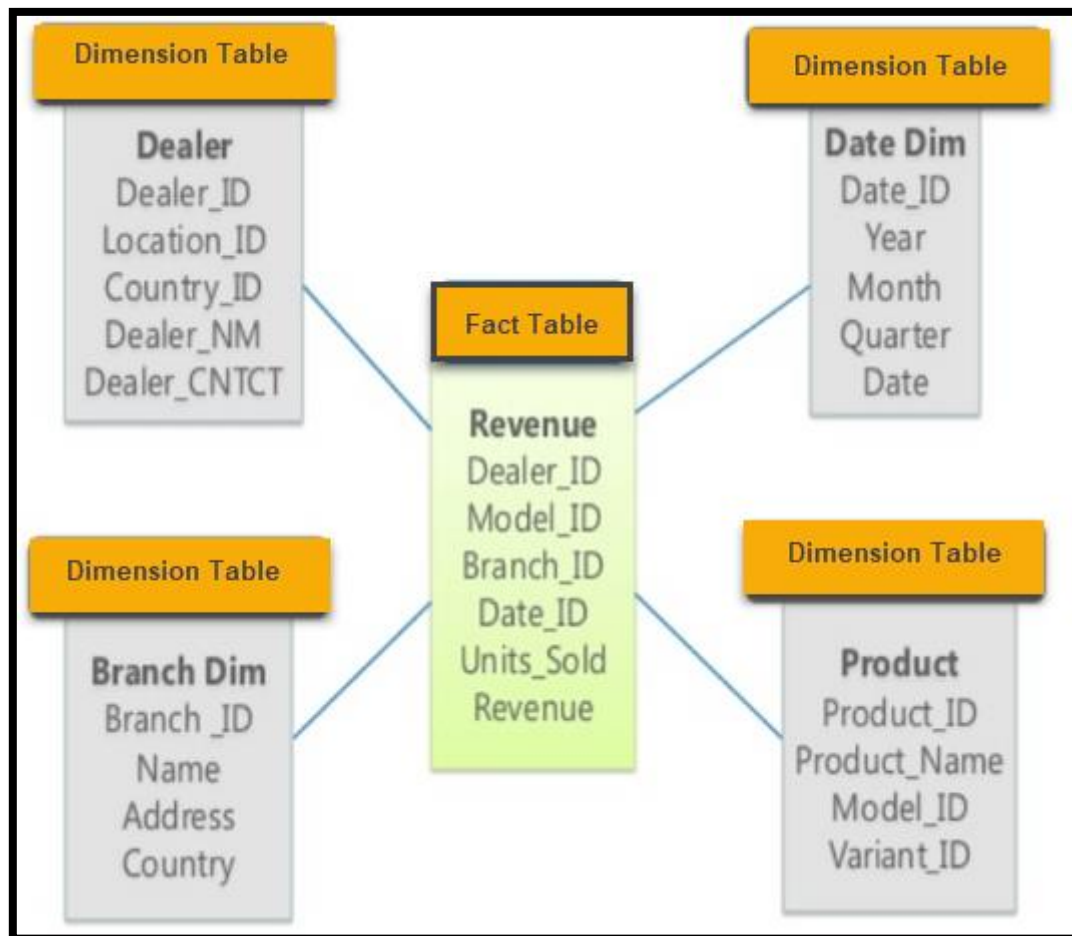 Dimension Table
Dealer
Dealer_ID
Location_ID
Country_ID
Dealer_NM
Dealer_CNTCT
Dimension Table
Date Dim
Date_ID
Year
Month
Quarter
Date
Fact Table
Revenue
Dealer_ID
Model_ID
Branch_ID
Date_ID
Units_Sold
Revenue
Dimension Table
Branch Dim
Branch _ID
Name
Address
Country
Dimension Table
Product
Product_ID
Product_Name
Model_ID
Variant_ID